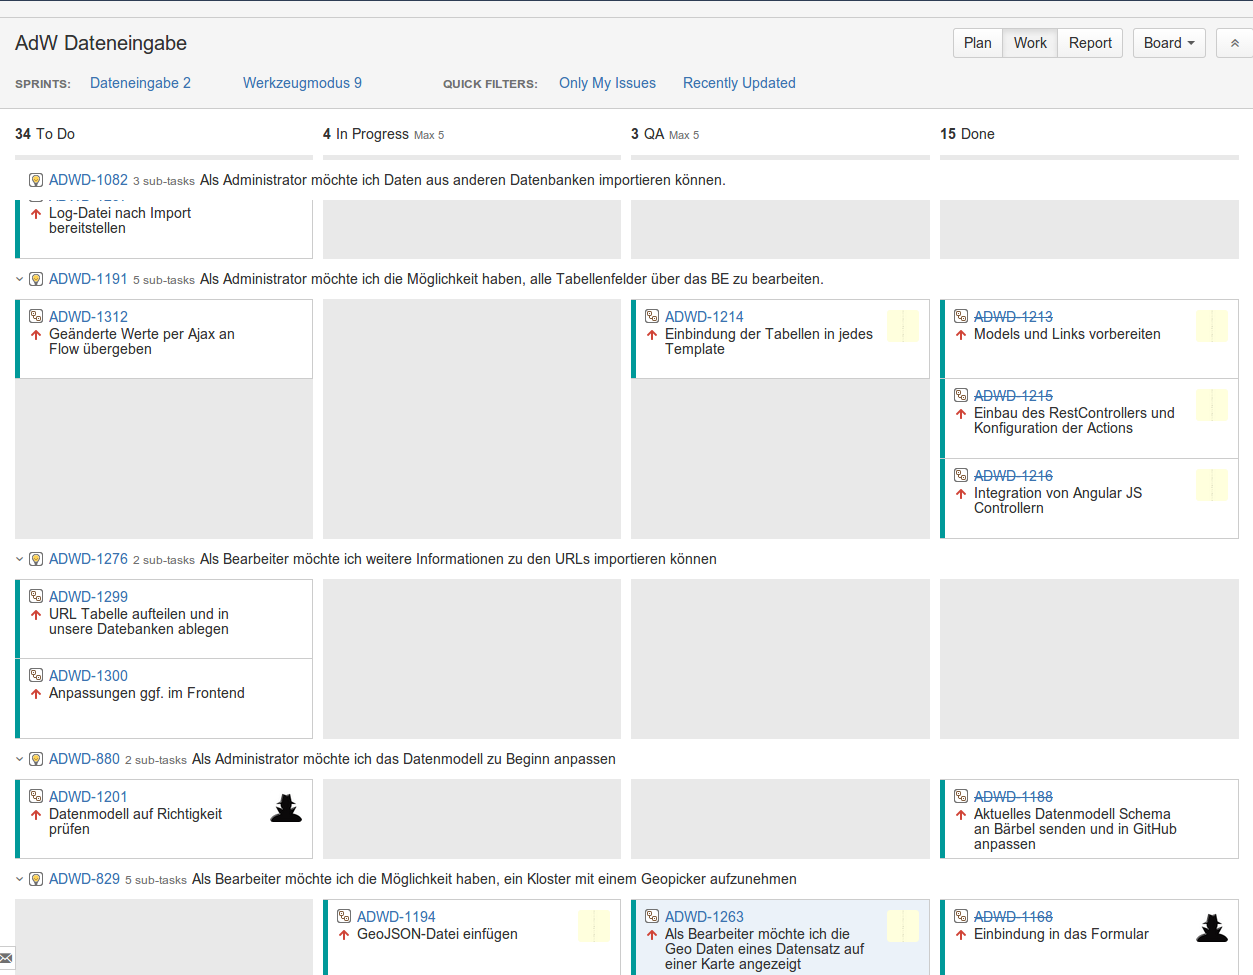 AdW Dateneingabe
Plan Work Report Board
SPRINTS: Dateneingabe 2 Werkzeugmodus 9 QUICK FILTERS: Only My Issues Recently Updated
34 To Do 4 In Progress Max 5 3 QA Max 5 15 Done
ADWD-1082 3 sub-tasks Als Administrator möchte ich Daten aus anderen Datenbanken importieren können.
Log-Datei nach Import
bereitstellen
ADWD-1191 5 sub-tasks Als Administrator möchte ich die Möglichkeit haben, alle Tabellenfelder über das BE zu bearbeiten.
ADWD-1312
Geänderte Werte per Ajax an
Flow übergeben
ADWD-1214
Einbindung der Tabellen in jedes
Template
ADWD-1213
Models und Links vorbereiten
ADWD-1215
Einbau des RestControllers und
Konfiguration der Actions
ADWD-1216
Integration von Angular JS
Controllern
ADWD-1276 2 sub-tasks Als Bearbeiter möchte ich weitere Informationen zu den URLs importieren können
ADWD-1299
URL Tabelle aufteilen und in
unsere Datebanken ablegen
ADWD-1300
Anpassungen ggf. im Frontend
ADWD-880 2 sub-tasks Als Administrator möchte ich das Datenmodell zu Beginn anpassen
ADWD-1201
Datenmodell auf Richtigkeit
prüfen
ADWD-1188
Aktuelles Datenmodell Schema
an Bärbel senden und in GitHub
anpassen
ADWD-829 5 sub-tasks Als Bearbeiter möchte ich die Möglichkeit haben, ein Kloster mit einem Geopicker aufzunehmen
ADWD-1194
GeoJSON-Datei einfügen
ADWD-1263
Als Bearbeiter möchte ich die
Geo Daten eines Datensatz auf
einer Karte angezeigt
ADWD-1168
Einbindung in das Formular